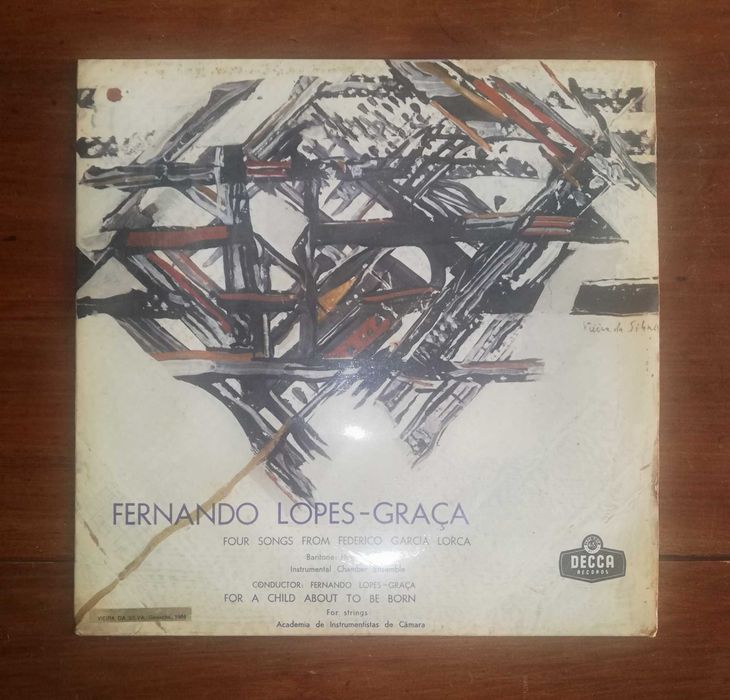 Vieira da Silva
FERNANDO LOPES-GRAÇA
FOUR SONGS FROM FEDERICO GARCIA LORCA
Baritone:
Instrumental Chamber Ensemble
CONDUCTOR: FERNANDO LOPES-GRAÇA
FOR A CHILD ABOUT TO BE BORN
For strings
Academia de Instrumentistas de Câmara
DECCA
RECORDS
VIEIRA DA SILVA, Gouache,